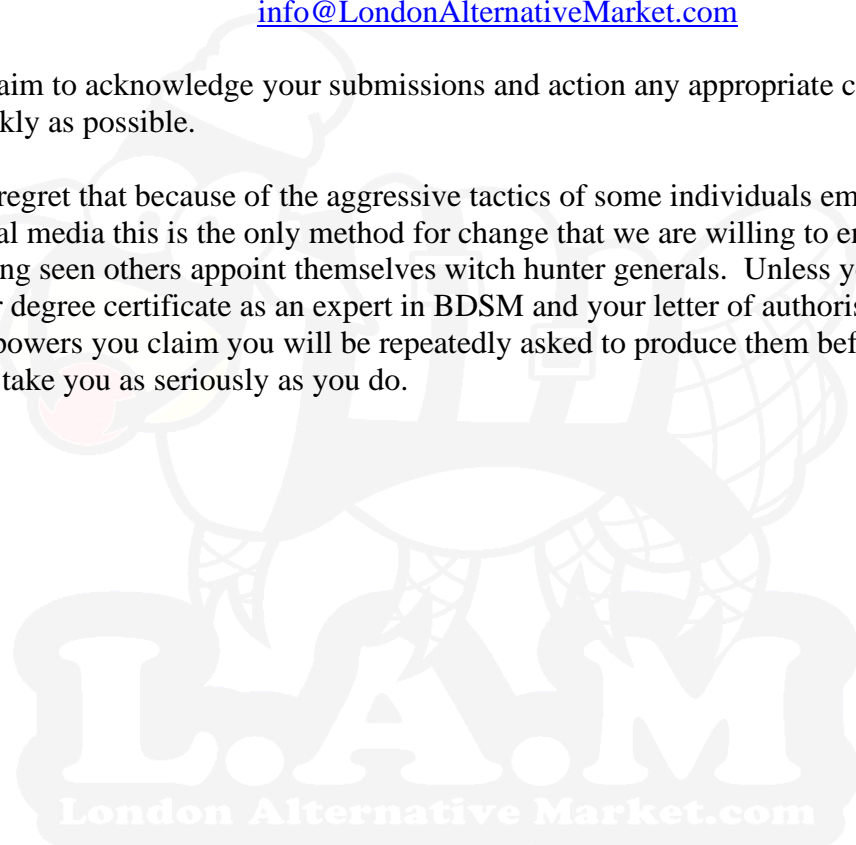 info@LondonAlternativeMarket.com
aim to acknowledge your submissions and action any appropriate c
kly as possible.
regret that because of the aggressive tactics of some individuals em
al media this is the only method for change that we are willing to en
ng seen others appoint themselves witch hunter generals.  Unless y
r degree certificate as an expert in BDSM and your letter of authoris
powers you claim you will be repeatedly asked to produce them bef
take you as seriously as you do.
L.A.M
London Alternative Market.com